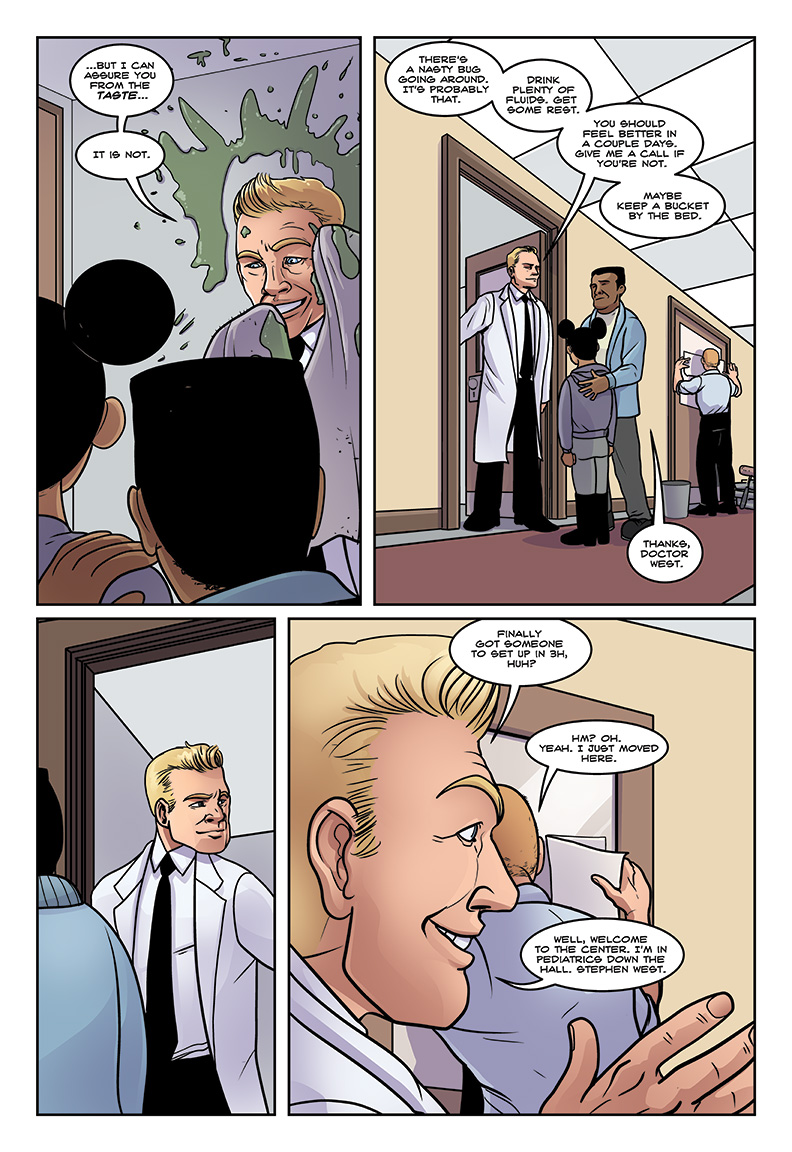 ...BUT I CAN
ASSURE YOU
FROM THE
TASTE...
IT IS NOT.
THERE'S
A NASTY BUG
GOING AROUND.
IT'S PROBABLY
THAT.
DRINK
PLENTY OF
FLUIDS. GET
SOME REST.
YOU SHOULD
FEEL BETTER IN
A COUPLE DAYS.
GIVE ME A CALL IF
YOU'RE NOT.
MAYBE
KEEP A BUCKET
BY THE BED.
THANKS,
DOCTOR
WEST.
FINALLY
GOT SOMEONE
TO SET UP IN 3H,
HUH?
HM? OH.
YEAH. I JUST MOVED
HERE.
WELL, WELCOME
TO THE CENTER. I'M IN
PEDIATRICS DOWN THE
HALL. STEPHEN WEST.